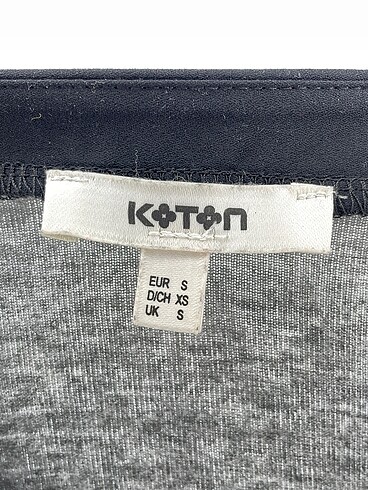 KOTON
EUR S
D/CH XS
UK S